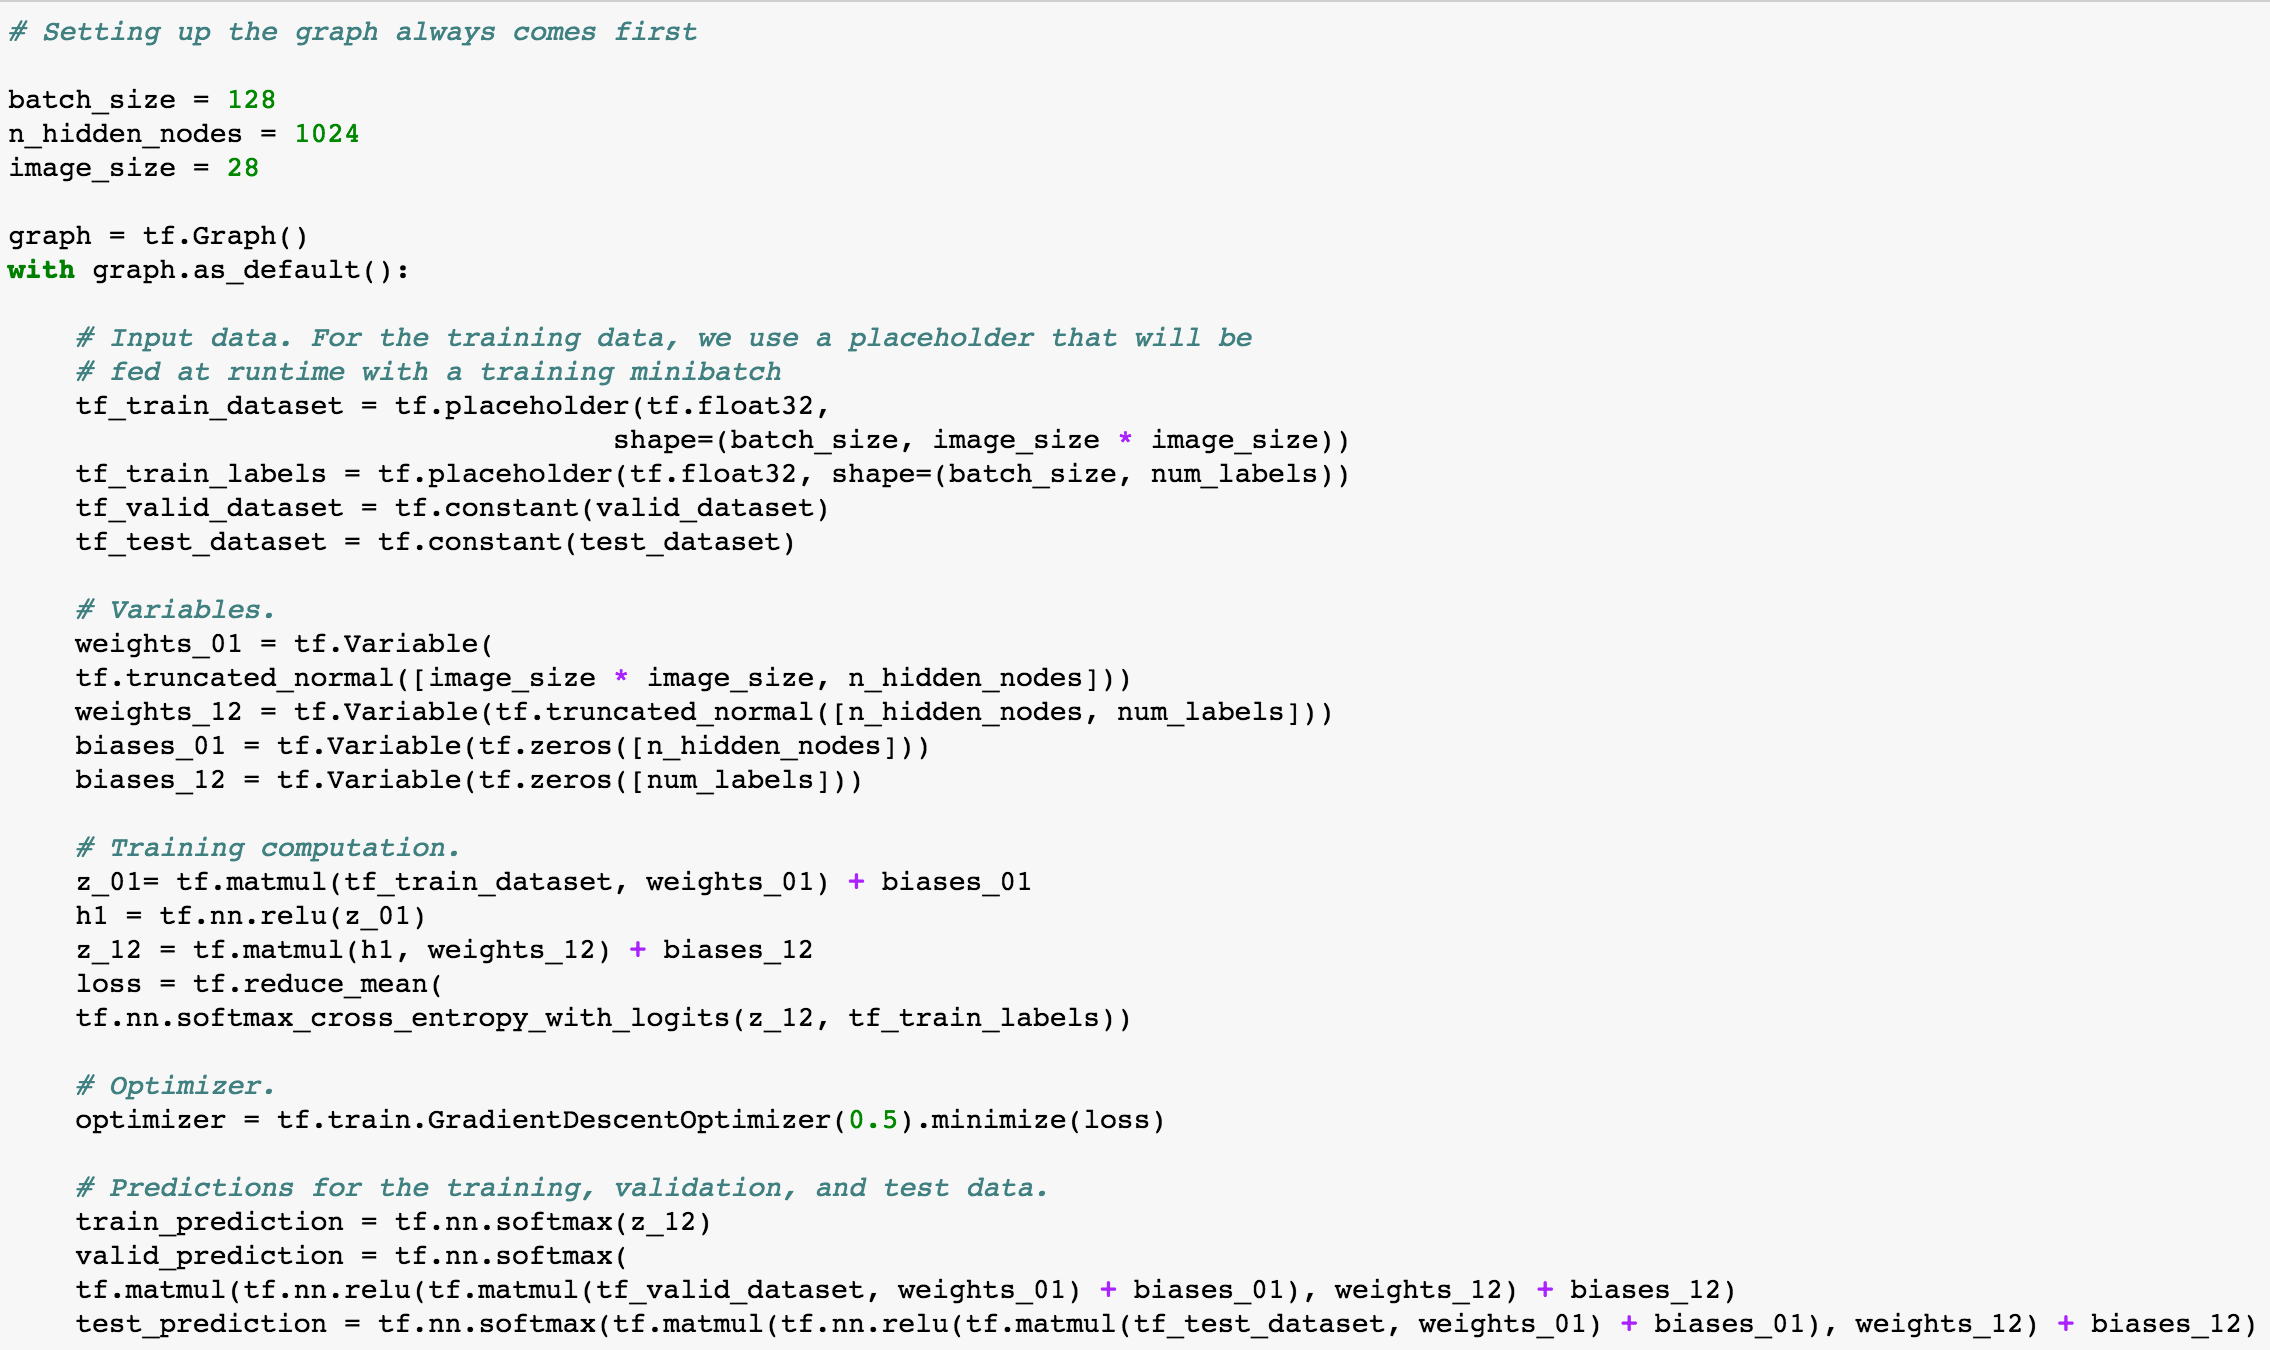 # Setting up the graph always comes first
batch_size = 128
n_hidden_nodes = 1024
image_size = 28
graph = tf.Graph()
with graph.as_default():
# Input data. For the training data, we use a placeholder that will be
# fed at runtime with a training minibatch
tf_train_dataset = tf.placeholder(tf.float32,
shape=(batch_size, image_size * image_size))
tf_train_labels = tf.placeholder(tf.float32, shape=(batch_size, num_labels))
tf_valid_dataset = tf.constant(valid_dataset)
tf_test_dataset = tf.constant(test_dataset)
# Variables.
weights_01 = tf.Variable(
tf.truncated_normal([image_size * image_size, n_hidden_nodes]))
weights_12 = tf.Variable(tf.truncated_normal([n_hidden_nodes, num_labels]))
biases_01 = tf.Variable(tf.zeros([n_hidden_nodes]))
biases_12 = tf.Variable(tf.zeros([num_labels]))
# Training computation.
z_01= tf.matmul(tf_train_dataset, weights_01) + biases_01
h1 = tf.nn.relu(z_01)
z_12 = tf.matmul(h1, weights_12) + biases_12
loss = tf.reduce_mean(
tf.nn.softmax_cross_entropy_with_logits(z_12, tf_train_labels))
# Optimizer.
optimizer = tf.train.GradientDescentOptimizer(0.5).minimize(loss)
# Predictions for the training, validation, and test data.
train_prediction = tf.nn.softmax(z_12)
valid_prediction = tf.nn.softmax(
tf.matmul(tf.nn.relu(tf.matmul(tf_valid_dataset, weights_01) + biases_01), weights_12) + biases_12)
test_prediction = tf.nn.softmax(tf.matmul(tf.nn.relu(tf.matmul(tf_test_dataset, weights_01) + biases_01), weights_12) + biases_12)